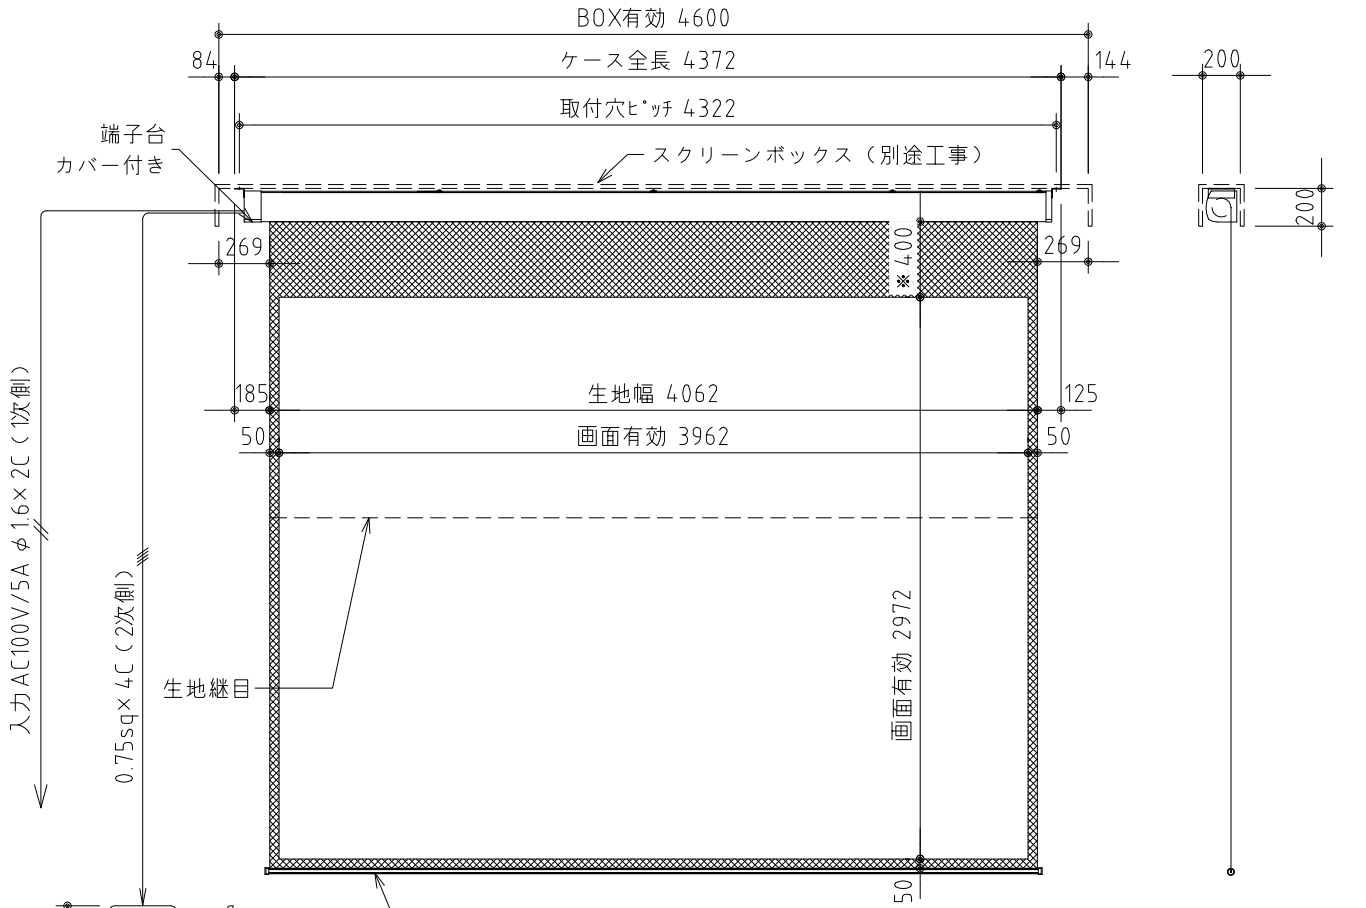 BOX有効 4600
84
ケース全長 4372
144
200
取付穴ﾋﾟｯﾁ 4322
端子台
カバー付き
スクリーンボックス（別途工事）
200
269
※ 400
269
185
生地幅 4062
125
50
画面有効 3962
50
入力AC100V/5A φ1.6×2C（1次側）
0.75sq×4C（2次側）
生地継目
画面有効 2972
50